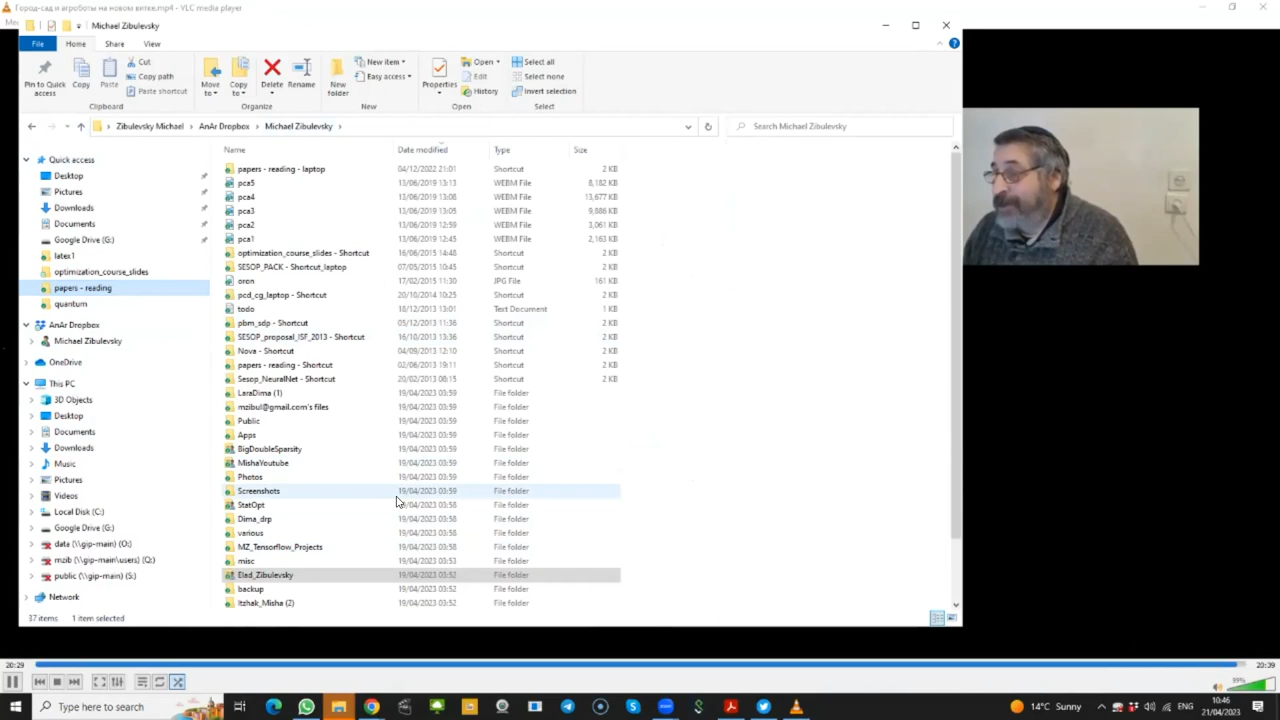 Город-сад и агроботы на новом витке.mp4 - VLC media player
Michael Zibulevsky
File Home Share View
Pin to Quick access
Copy
Paste
Cut
Copy path
Paste shortcut
Clipboard
Move to
Copy to
Delete
Rename
Organize
New folder
New item
Easy access
New
Properties
Open
Edit
History
Open
Select all
Select none
Invert selection
Select
Zibulevsky Michael > AnAr Dropbox > Michael Zibulevsky >
Search Michael Zibulevsky
Quick access
Desktop
Pictures
Downloads
Documents
Google Drive (G:)
latex1
optimization_course_slides
papers - reading
quantum
AnAr Dropbox
Michael Zibulevsky
OneDrive
This PC
3D Objects
Desktop
Documents
Downloads
Music
Pictures
Videos
Local Disk (C:)
Google Drive (G:)
data (\\gip-main) (O:)
mzib (\\gip-main\users) (Q:)
public (\\gip-main) (S:)
Network
Name Date modified Type Size
papers - reading - laptop 04/12/2022 21:01 Shortcut 2 KB
pca5 13/06/2019 13:13 WEBM File 8,182 KB
pca4 13/06/2019 13:08 WEBM File 13,677 KB
pca3 13/06/2019 13:05 WEBM File 9,886 KB
pca2 13/06/2019 12:59 WEBM File 3,061 KB
pca1 13/06/2019 12:45 WEBM File 2,163 KB
optimization_course_slides - Shortcut 16/06/2015 14:48 Shortcut 2 KB
SESOP_PACK - Shortcut_laptop 07/05/2015 10:45 Shortcut 2 KB
oron 17/02/2015 11:30 JPG File 161 KB
pcd_cg_laptop - Shortcut 20/10/2014 10:25 Shortcut 2 KB
todo 18/12/2013 13:01 Text Document 1 KB
pbm_sdp - Shortcut 05/12/2013 11:36 Shortcut 2 KB
SESOP_proposal_ISF_2013 - Shortcut 16/10/2013 13:36 Shortcut 2 KB
Nova - Shortcut 04/09/2013 12:10 Shortcut 2 KB
papers - reading - Shortcut 02/06/2013 19:11 Shortcut 2 KB
Sesop_NeuralNet - Shortcut 20/02/2013 08:15 Shortcut 2 KB
LaraDima (1) 19/04/2023 03:59 File folder
mzibul@gmail.com's files 19/04/2023 03:59 File folder
Public 19/04/2023 03:59 File folder
Apps 19/04/2023 03:59 File folder
BigDoubleSparsity 19/04/2023 03:59 File folder
MishaYoutube 19/04/2023 03:59 File folder
Photos 19/04/2023 03:59 File folder
Screenshots 19/04/2023 03:59 File folder
StatOpt 19/04/2023 03:58 File folder
Dima_drp 19/04/2023 03:58 File folder
various 19/04/2023 03:58 File folder
MZ_Tensorflow_Projects 19/04/2023 03:58 File folder
misc 19/04/2023 03:53 File folder
Elad_Zibulevsky 19/04/2023 03:52 File folder
backup 19/04/2023 03:52 File folder
Itzhak_Misha (2) 19/04/2023 03:52 File folder
37 items 1 item selected
20:29
20:39
Type here to search
14°C Sunny
ENG
10:46
21/04/2023